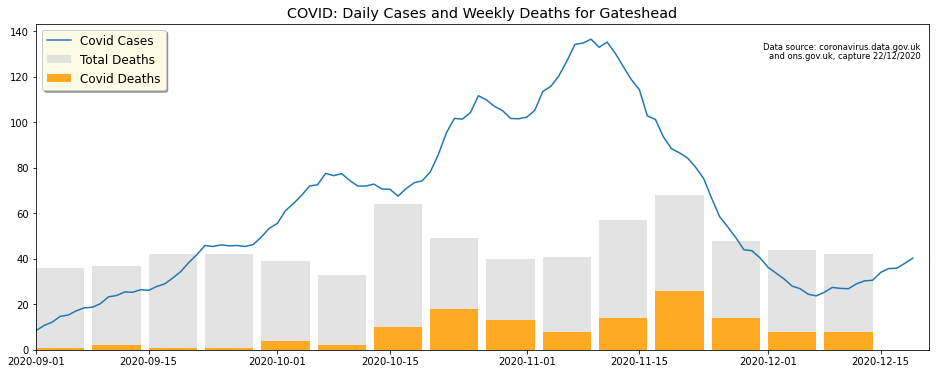 COVID: Daily Cases and Weekly Deaths for Gateshead
140
Covid Cases
Total Deaths
Covid Deaths
Data source: coronavirus.data.gov.uk
and ons.gov.uk, capture 22/12/2020
120
100
80
60
40
20
0
2020-09-01 2020-09-15 2020-10-01 2020-10-15 2020-11-01 2020-11-15 2020-12-01 2020-12-15